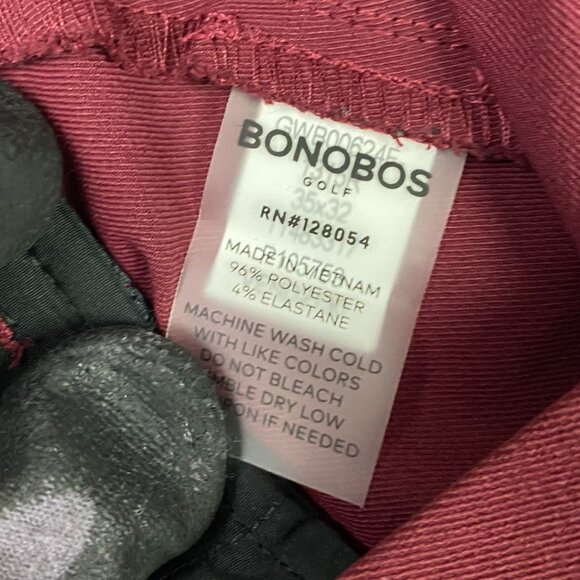 BONOBOS
GOLF
35x32
RN#128054
MADE IN VIETNAM
96% POLYESTER
4% ELASTANE
MACHINE WASH COLD
WITH LIKE COLORS
DO NOT BLEACH
DRY LOW
IF NEEDED